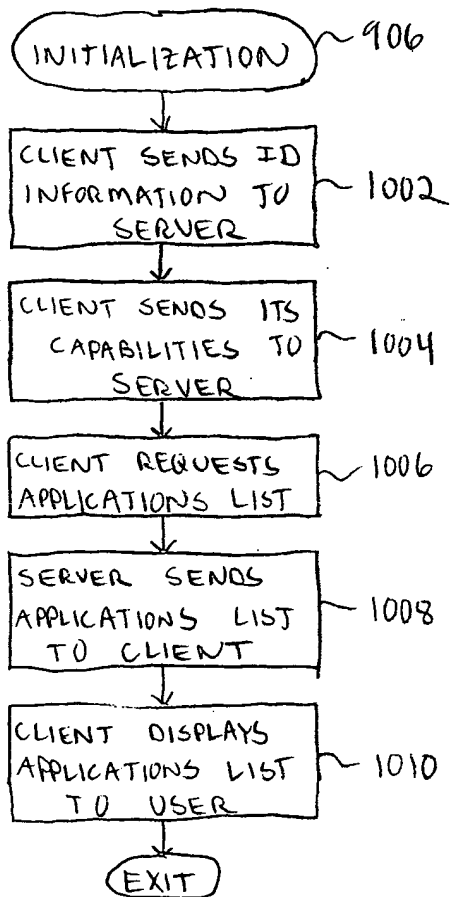 INITIALIZATION
906
CLIENT SENDS ID
INFORMATION TO
SERVER
1002
CLIENT SENDS ITS
CAPABILITIES TO
SERVER
1004
CLIENT REQUESTS
APPLICATIONS LIST
1006
SERVER SENDS
APPLICATIONS LIST
TO CLIENT
1008
CLIENT DISPLAYS
APPLICATIONS LIST
TO USER
1010
EXIT